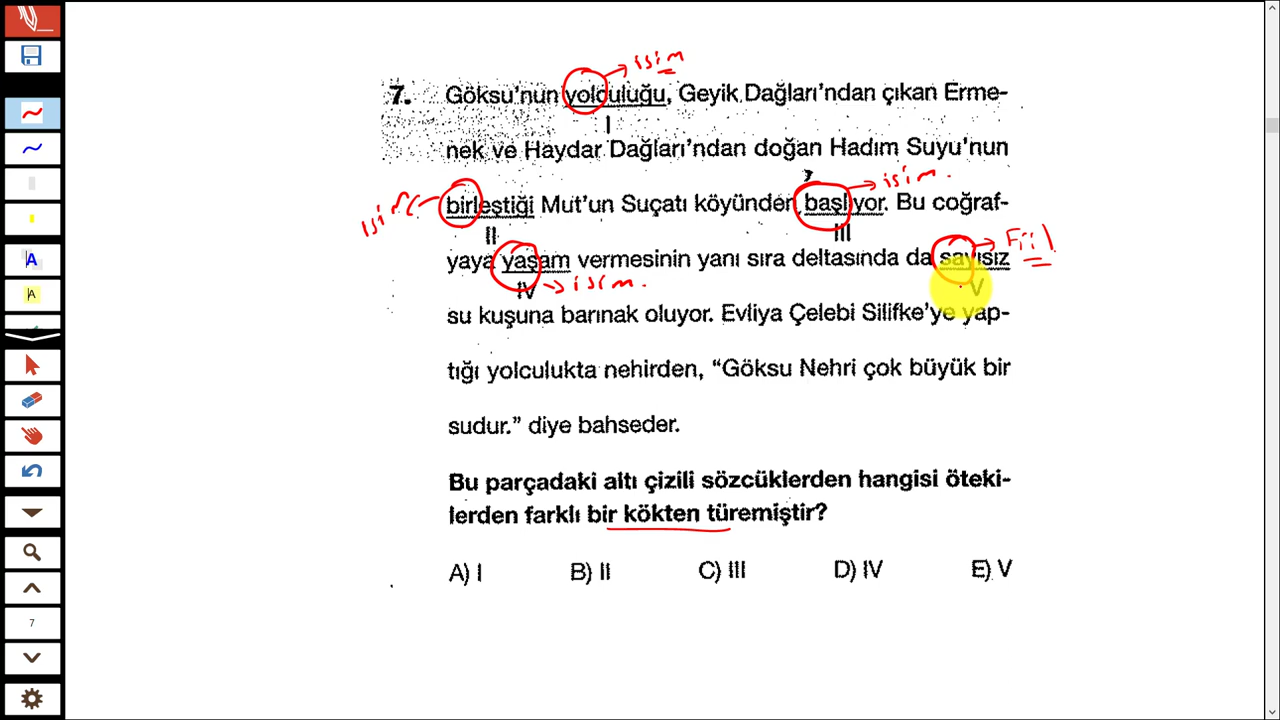 isim
7. Göksu'nun yolculuğu, Geyik Dağları'ndan çıkan Erme-
I
nek ve Haydar Dağları'ndan doğan Hadım Suyu'nun
isim.
isim
birleştiği Mut'un Suçatı köyünden başlıyor. Bu coğraf-
II III
Fiil
yaya yaşam vermesinin yanı sıra deltasında da sayısız
IV isim. V
su kuşuna barınak oluyor. Evliya Çelebi Silifke'ye yap-
tığı yolculukta nehirden, “Göksu Nehri çok büyük bir
sudur.” diye bahseder.
Bu parçadaki altı çizili sözcüklerden hangisi öteki-
lerden farklı bir kökten türemiştir?
A) I B) II C) III D) IV E) V
A
A
7